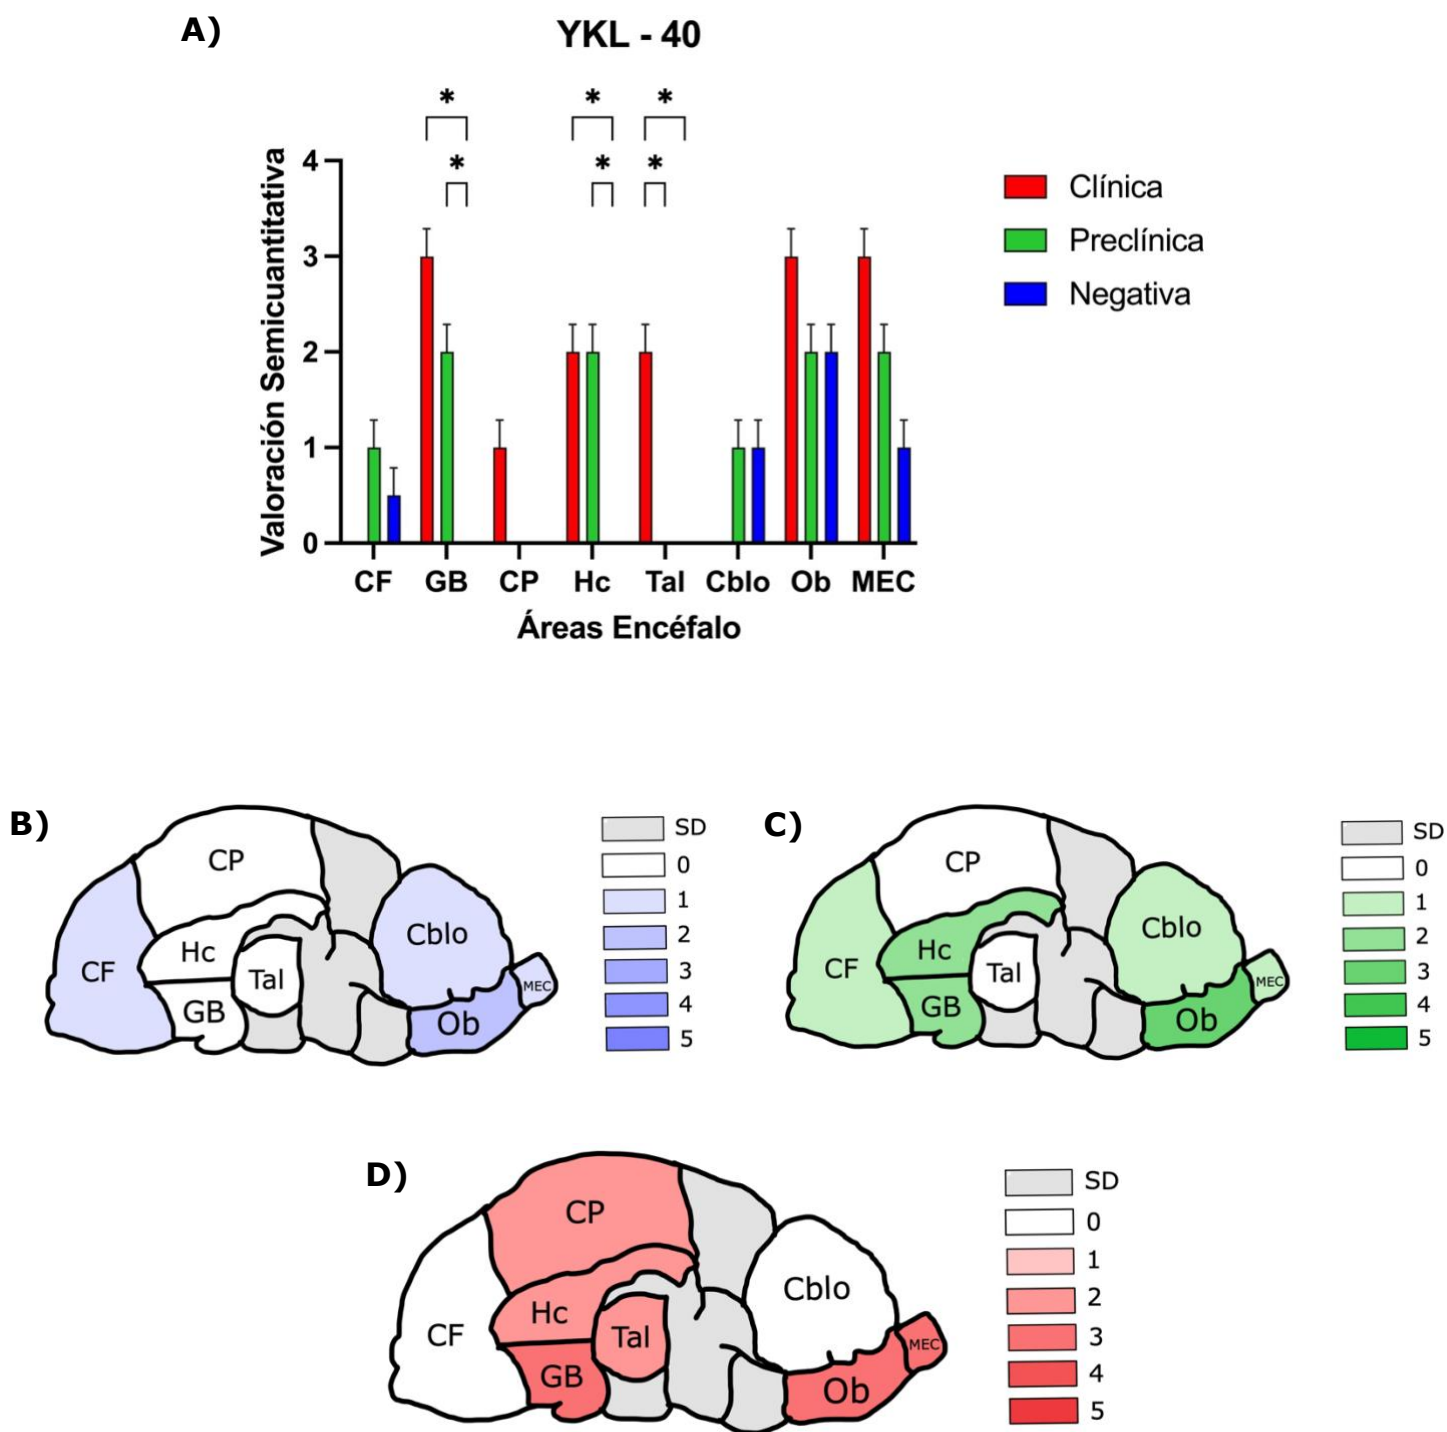 A)
YKL - 40
* * *
* * *
Valoración Semicuantitativa
4
3
2
1
0
CF GB CP Hc Tal Cblo Ob MEC
Áreas Encéfalo
Clínica
Preclínica
Negativa
B)
CP
CF
Hc
GB
Tal
Cblo
Ob
MEC
SD
0
1
2
3
4
5
C)
CP
CF
Hc
GB
Tal
Cblo
Ob
MEC
SD
0
1
2
3
4
5
D)
CP
CF
Hc
GB
Tal
Cblo
Ob
MEC
SD
0
1
2
3
4
5